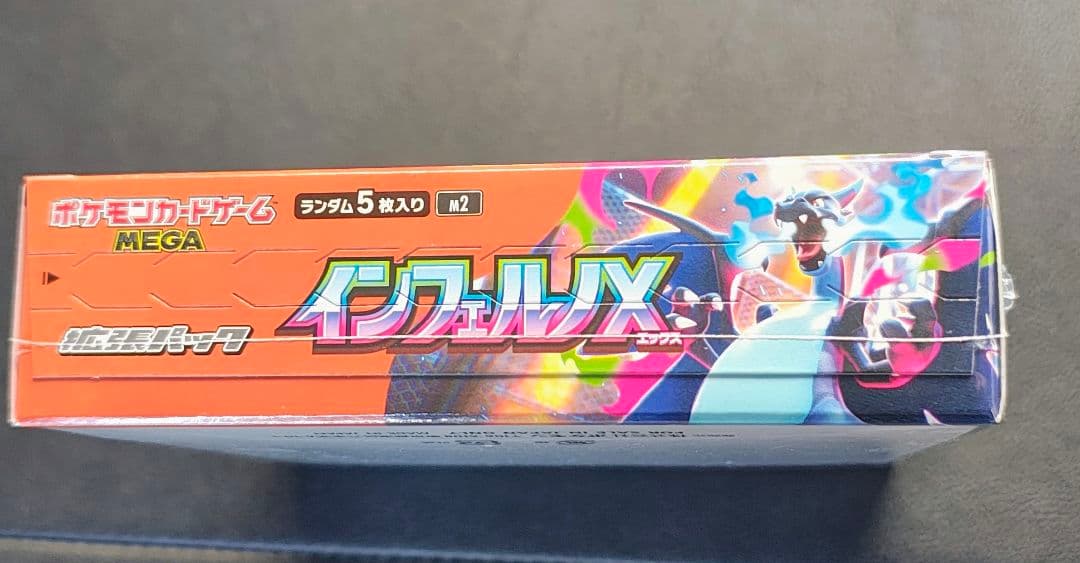 ポケモンカードゲーム
MEGA
ランダム5枚入り M2
拡張パック
インフェルノX
エックス